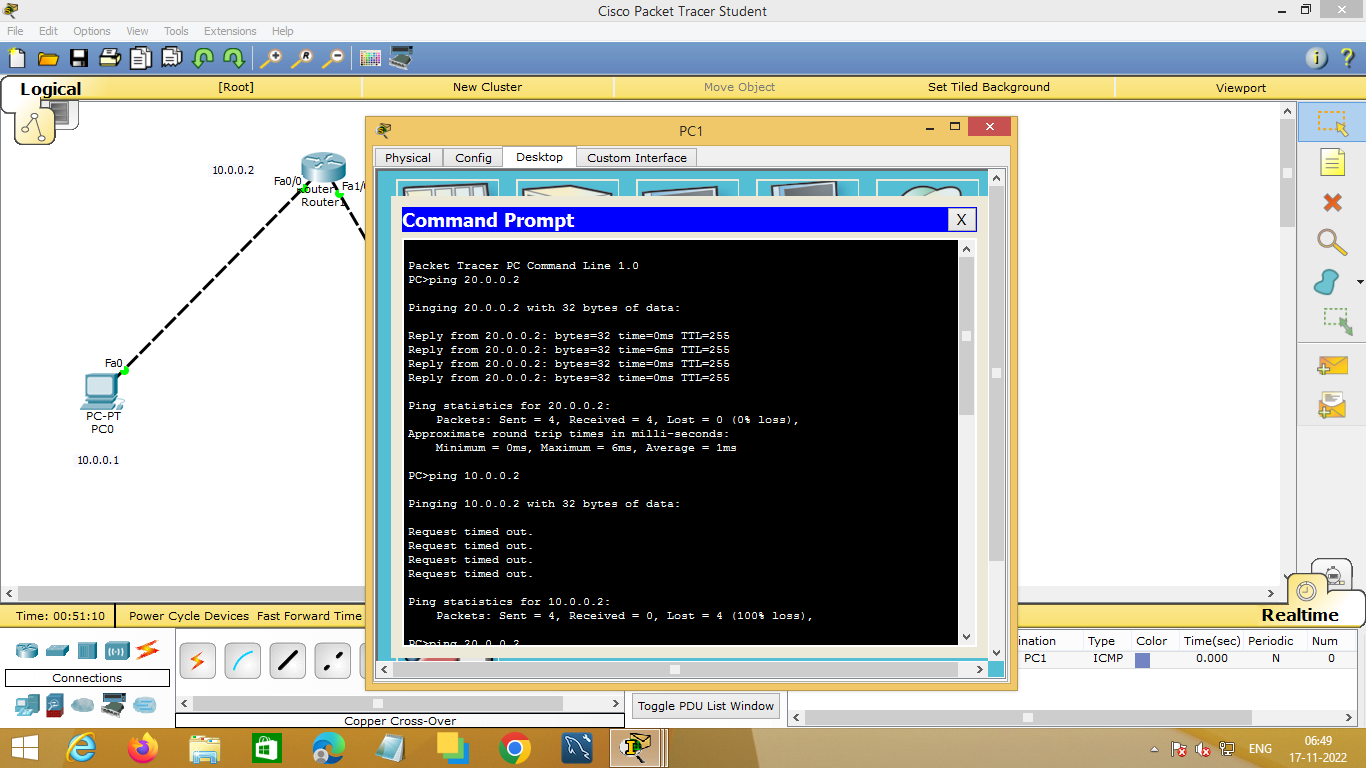 Cisco Packet Tracer Student
File Edit Options View Tools Extensions Help
Logical [Root] New Cluster Move Object Set Tiled Background Viewport
10.0.0.2
Fa0/0
Fa1/
Router1
Fa0
PC-PT
PC0
10.0.0.1
PC1
Physical Config Desktop Custom Interface
Command Prompt X
Packet Tracer PC Command Line 1.0
PC>ping 20.0.0.2
Pinging 20.0.0.2 with 32 bytes of data:
Reply from 20.0.0.2: bytes=32 time=0ms TTL=255
Reply from 20.0.0.2: bytes=32 time=6ms TTL=255
Reply from 20.0.0.2: bytes=32 time=0ms TTL=255
Reply from 20.0.0.2: bytes=32 time=0ms TTL=255
Ping statistics for 20.0.0.2:
Packets: Sent = 4, Received = 4, Lost = 0 (0% loss),
Approximate round trip times in milli-seconds:
Minimum = 0ms, Maximum = 6ms, Average = 1ms
PC>ping 10.0.0.2
Pinging 10.0.0.2 with 32 bytes of data:
Request timed out.
Request timed out.
Request timed out.
Request timed out.
Ping statistics for 10.0.0.2:
Packets: Sent = 4, Received = 0, Lost = 4 (100% loss),
PC>ping 20.0.0.2
Time: 00:51:10 Power Cycle Devices Fast Forward Time
Realtime
ination Type Color Time(sec) Periodic Num
PC1 ICMP 0.000 N 0
Connections
Toggle PDU List Window
Copper Cross-Over
ENG
06:49
17-11-2022